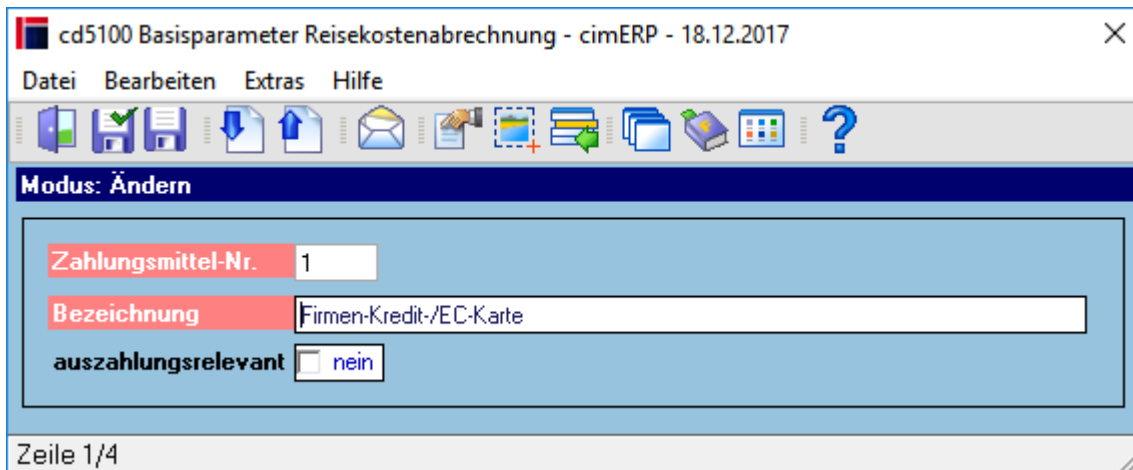 cd5100 Basisparameter Reisekostenabrechnung - cimERP - 18.12.2017
Datei Bearbeiten Extras Hilfe
Modus: Ändern
Zahlungsmittel-Nr. 1
Bezeichnung Firmen-Kredit-/EC-Karte
auszahlungsrelevant nein
Zeile 1/4